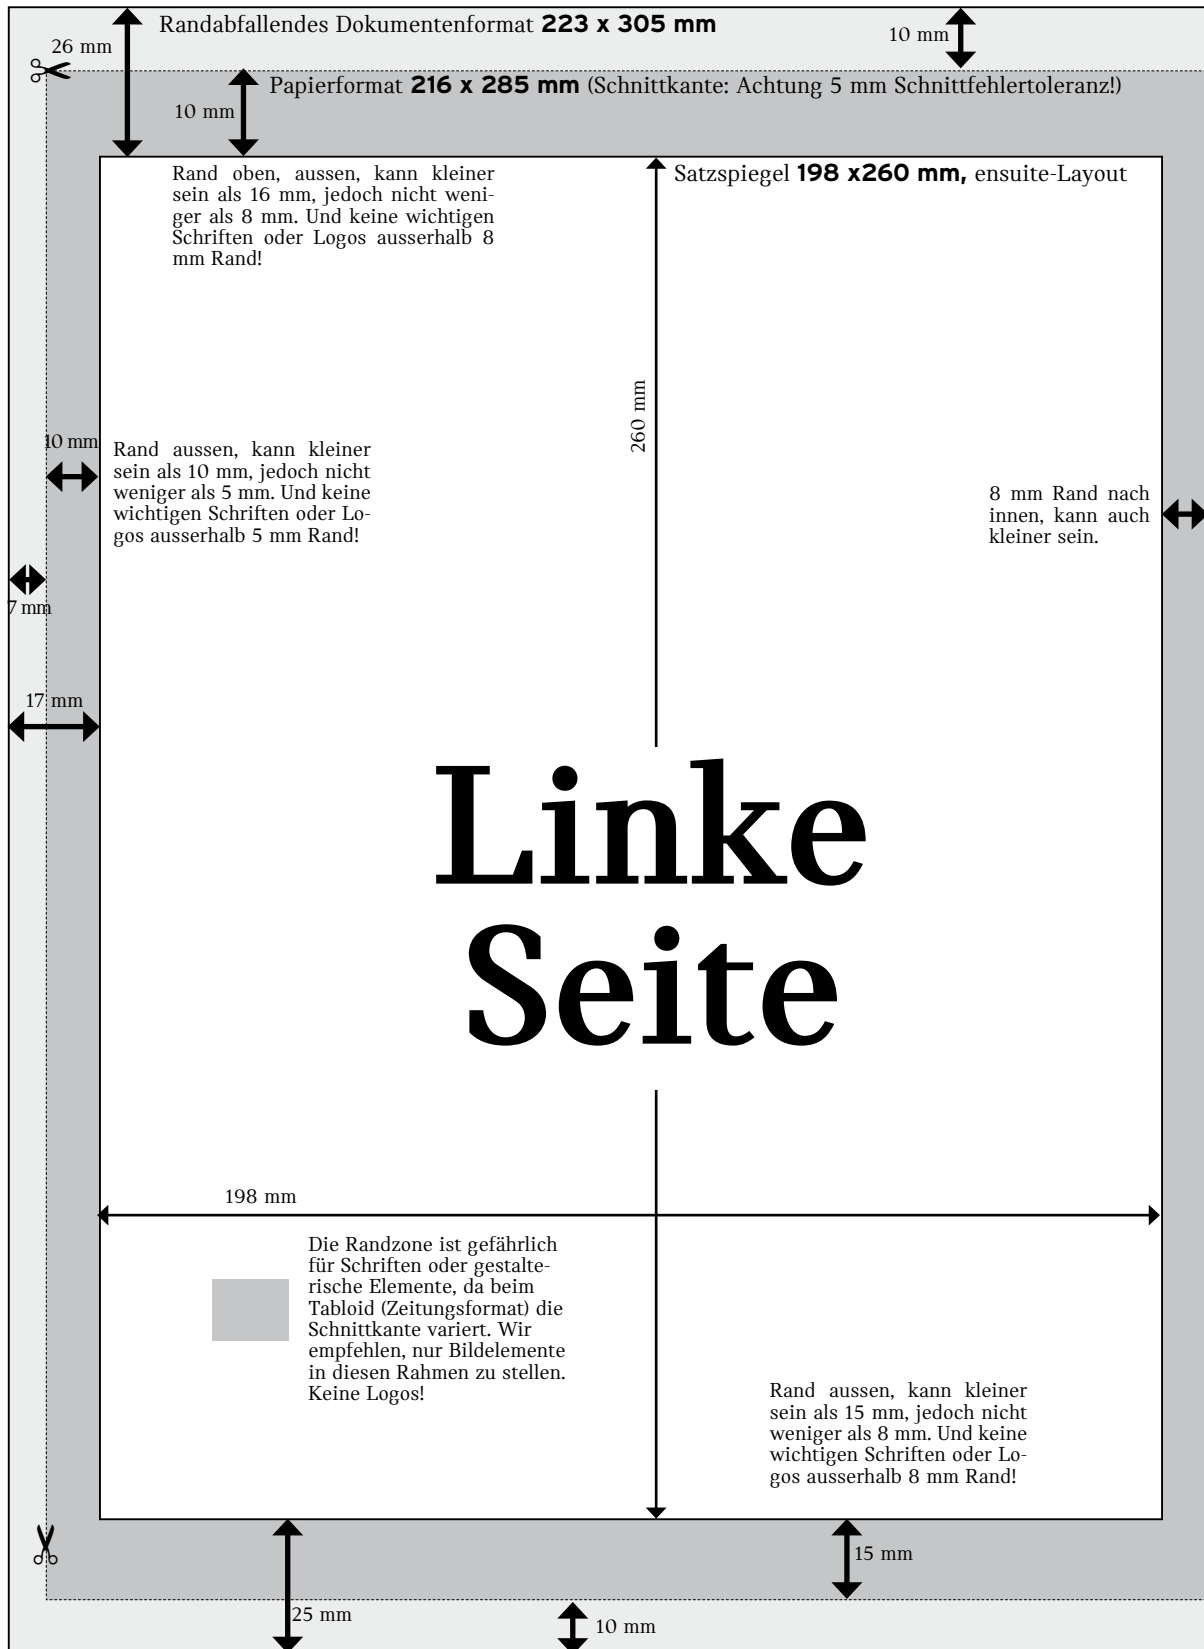 Randabfallendes Dokumentenformat 223 x 305 mm
26 mm
10 mm
Papierformat 216 x 285 mm (Schnittkante: Achtung 5 mm Schnittfehlertoleranz!)
10 mm
Rand oben, aussen, kann kleiner
sein als 16 mm, jedoch nicht weni-
ger als 8 mm. Und keine wichtigen
Schriften oder Logos ausserhalb 8
mm Rand!
Satzspiegel 198 x260 mm, ensuite-Layout
260 mm
10 mm
Rand aussen, kann kleiner
sein als 10 mm, jedoch nicht
weniger als 5 mm. Und keine
wichtigen Schriften oder Lo-
gos ausserhalb 5 mm Rand!
8 mm Rand nach
innen, kann auch
kleiner sein.
7 mm
17 mm
Linke
Seite
198 mm
Die Randzone ist gefährlich
für Schriften oder gestalte-
rische Elemente, da beim
Tabloid (Zeitungsformat) die
Schnittkante variert. Wir
empfehlen, nur Bildelemente
in diesen Rahmen zu stellen.
Keine Logos!
Rand aussen, kann kleiner
sein als 15 mm, jedoch nicht
weniger als 8 mm. Und keine
wichtigen Schriften oder Lo-
gos ausserhalb 8 mm Rand!
15 mm
25 mm
10 mm